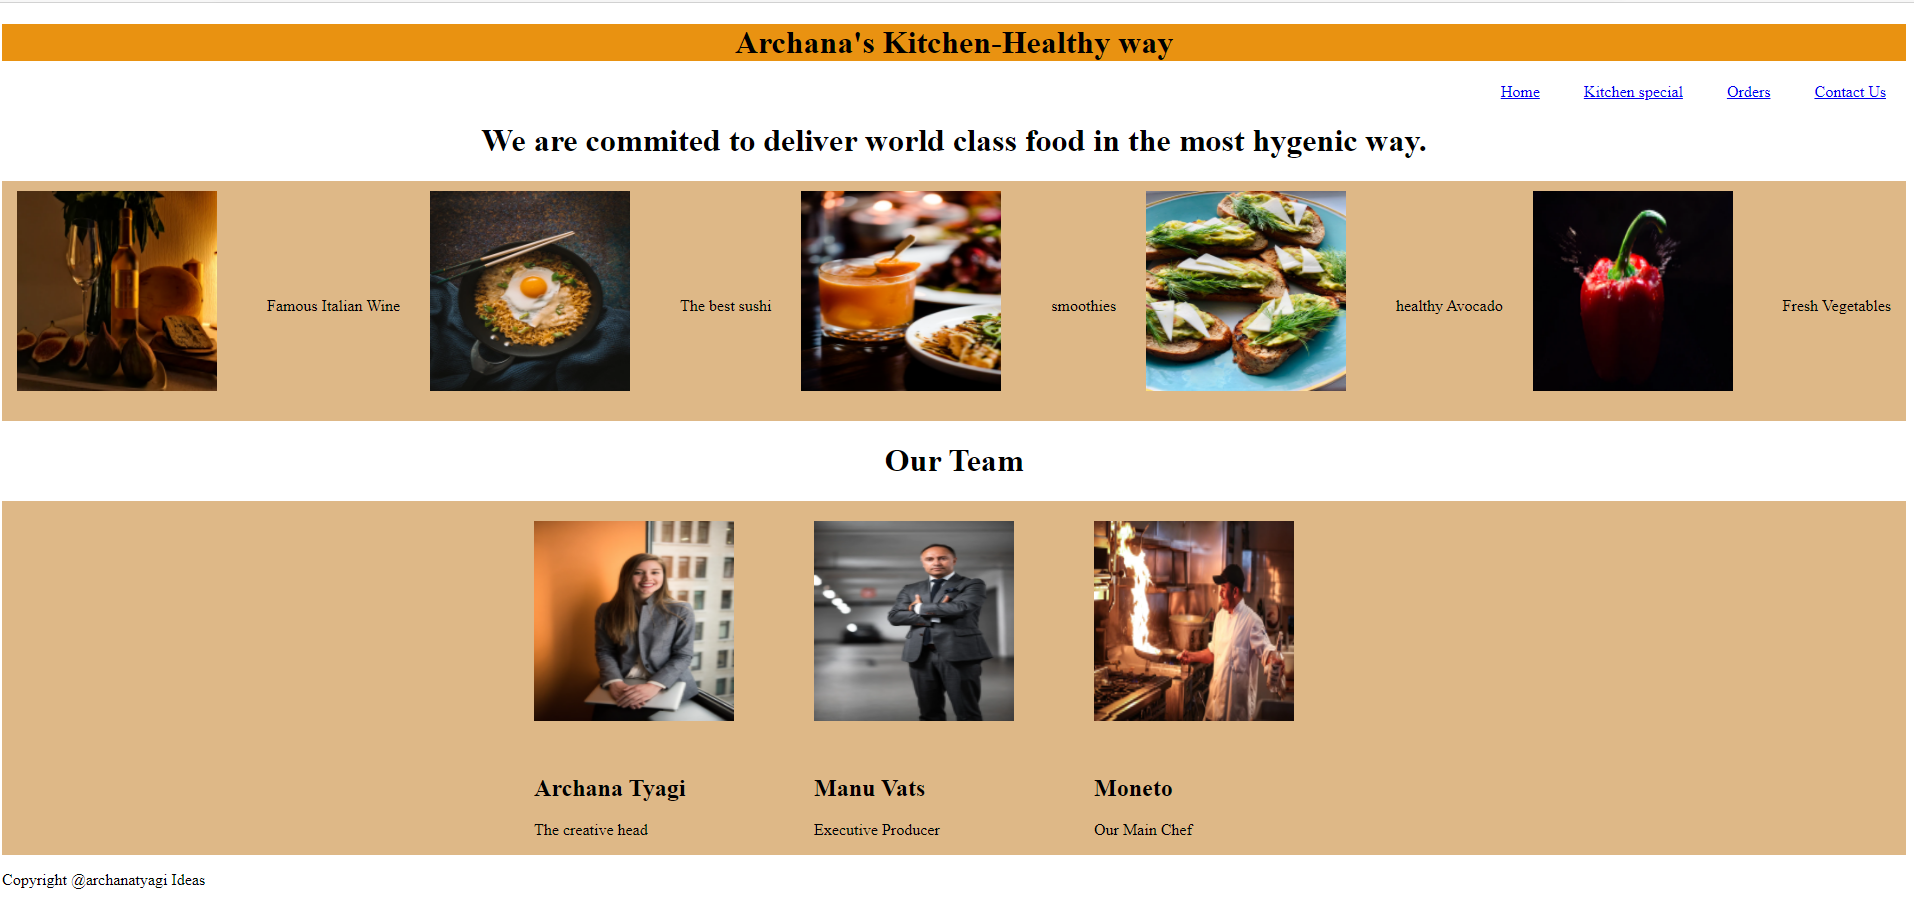 Archana's Kitchen-Healthy way
Home Kitchen special Orders Contact Us
We are commited to deliver world class food in the most hygenic way.
Famous Italian Wine The best sushi smoothies healthy Avocado Fresh Vegetables
Our Team
Archana Tyagi Manu Vats Moneto
The creative head Executive Producer Our Main Chef
Copyright @archanatyagi Ideas